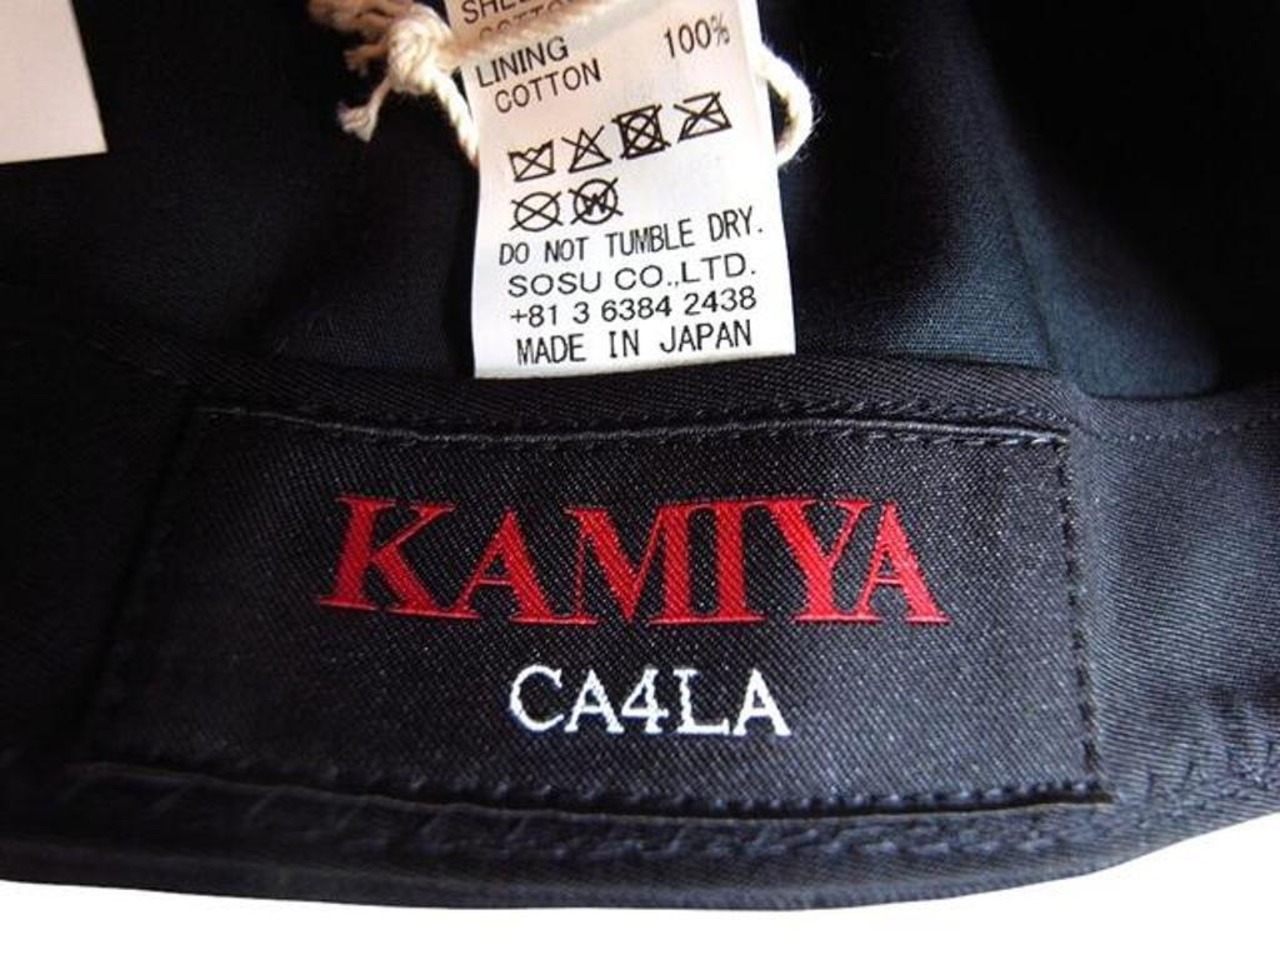 LINING
COTTON 100%
DO NOT TUMBLE DRY.
SOSU CO.,LTD.
+81 3 6384 2438
MADE IN JAPAN
KAMIYA
CA4LA